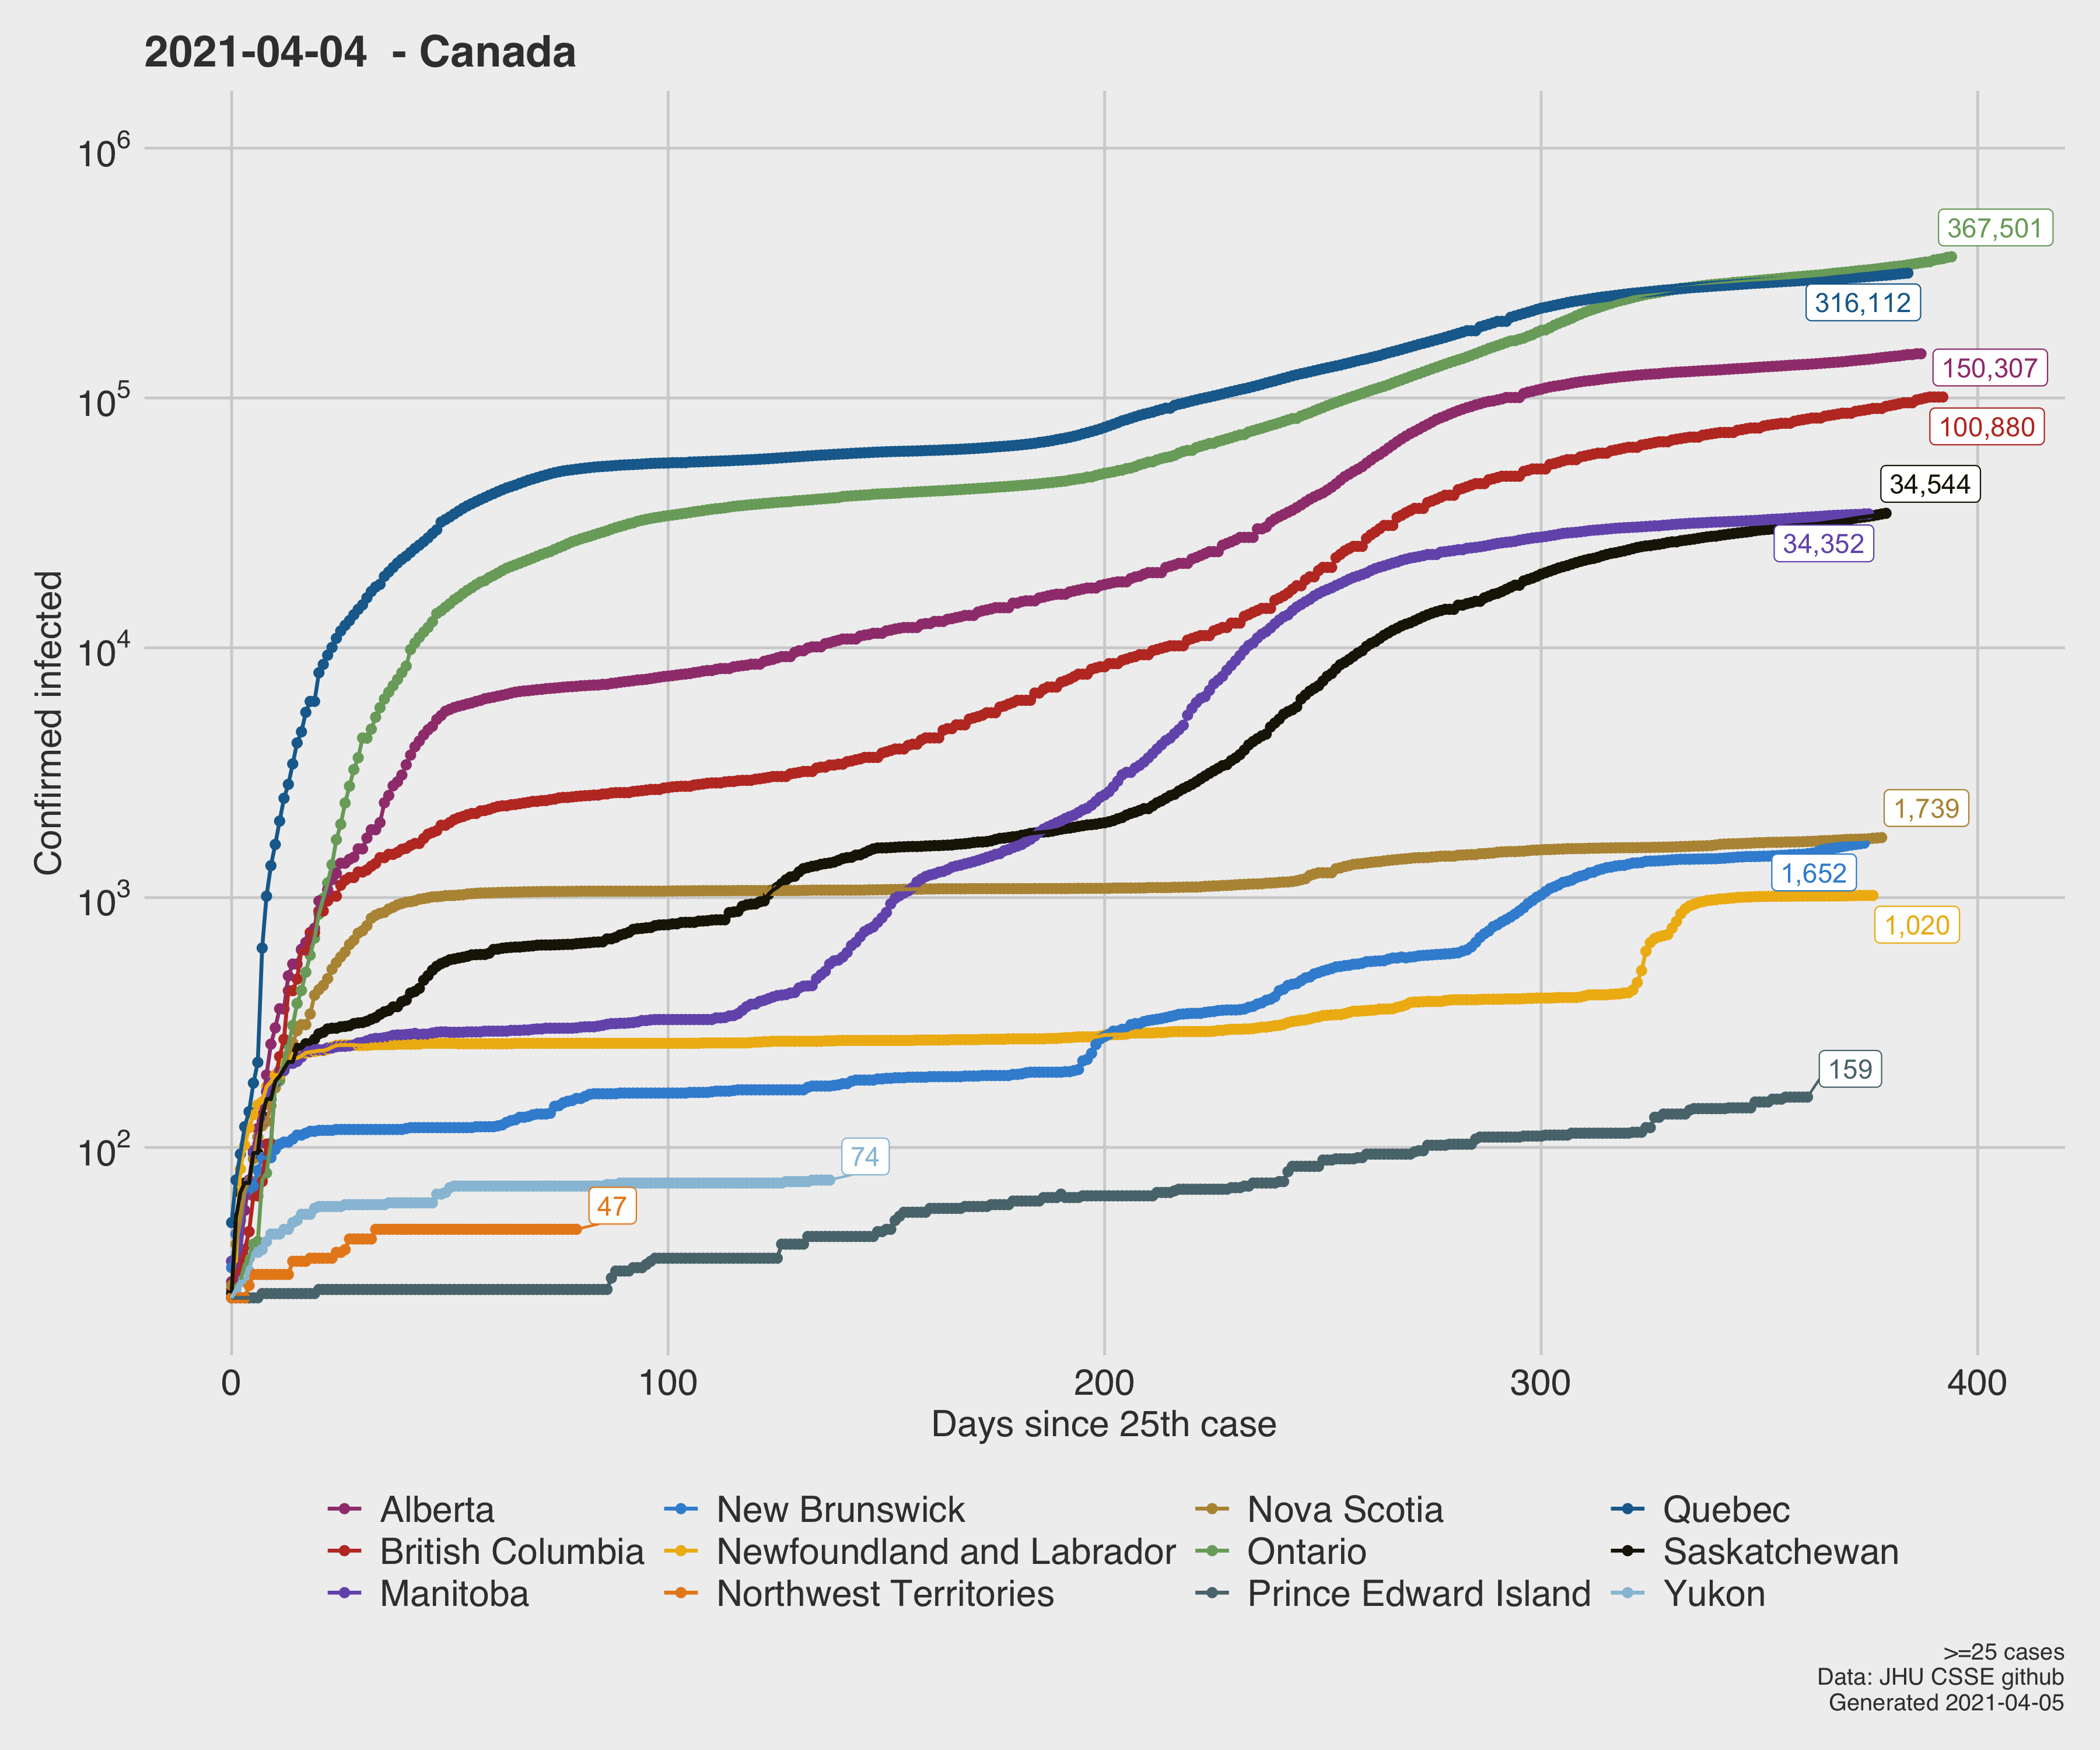 2021-04-04  - Canada
Confirmed infected
10^6
10^5
10^4
10^3
10^2
367,501
316,112
150,307
100,880
34,544
34,352
1,739
1,652
1,020
159
74
47
0 100 200 300 400
Days since 25th case
Alberta New Brunswick Nova Scotia Quebec
British Columbia Newfoundland and Labrador Ontario Saskatchewan
Manitoba Northwest Territories Prince Edward Island Yukon
>=25 cases
Data: JHU CSSE github
Generated 2021-04-05